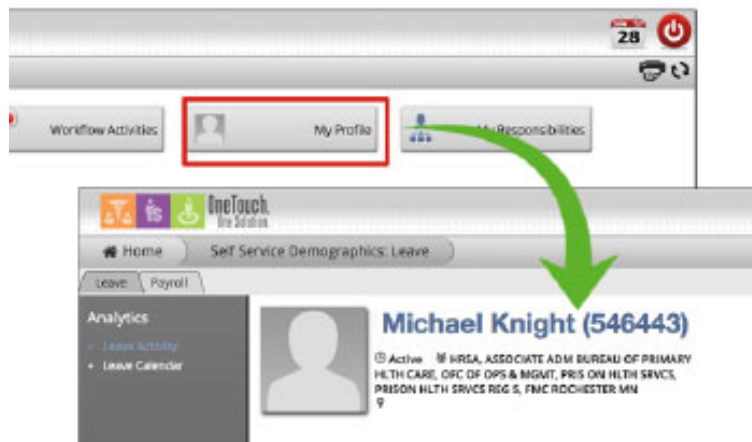 28
Workflow Activities
My Profile
My Responsibilities
OneTouch.
One Solution.
Home
Self Service Demographics: Leave
Leave
Payroll
Analytics
Leave Activity
Leave Calendar
Michael Knight (546443)
Active HRSA, ASSOCIATE ADM BUREAU OF PRIMARY
HLTH CARE, OFC OF OPS & MGMT, PRIS ON HLTH SRVCS,
PRISON HLTH SRVCS REG 5, FMC ROCHESTER MN